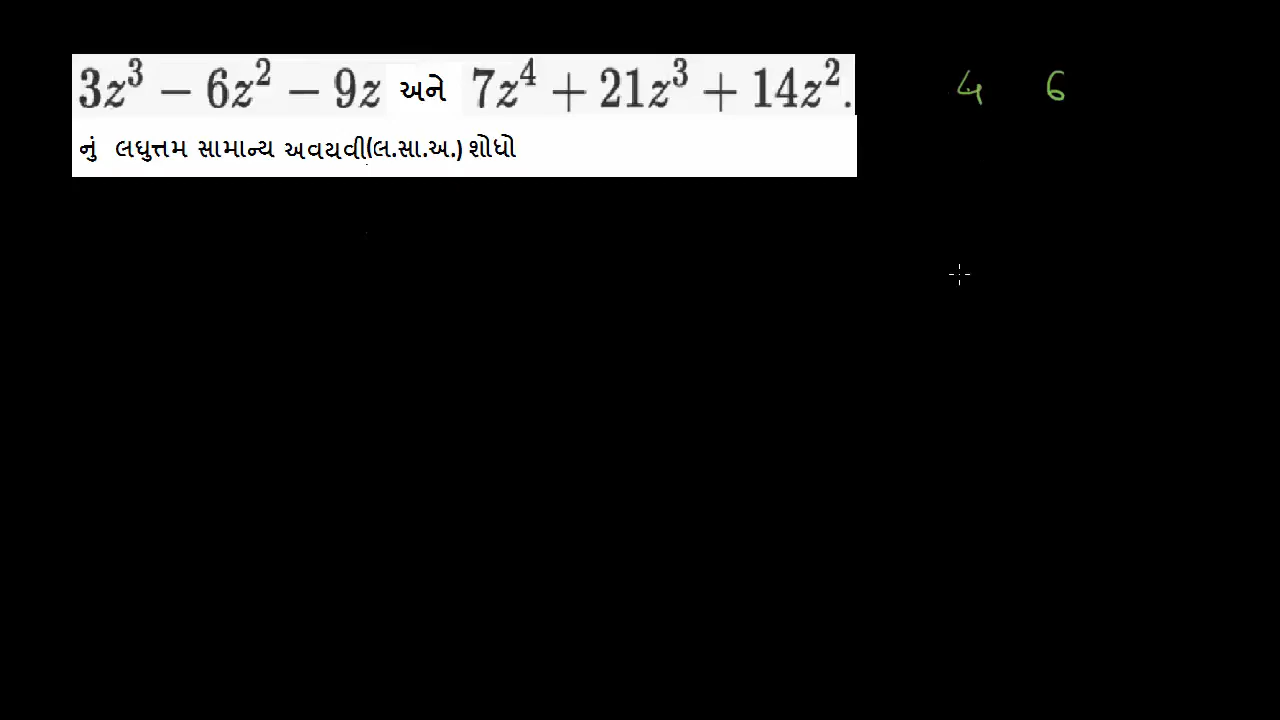 3z³ − 6z² − 9z અને 7z⁴ + 21z³ + 14z². 4 6
નું લઘુત્તમ સામાન્ય અવયવી(લ.સા.અ.) શોધો